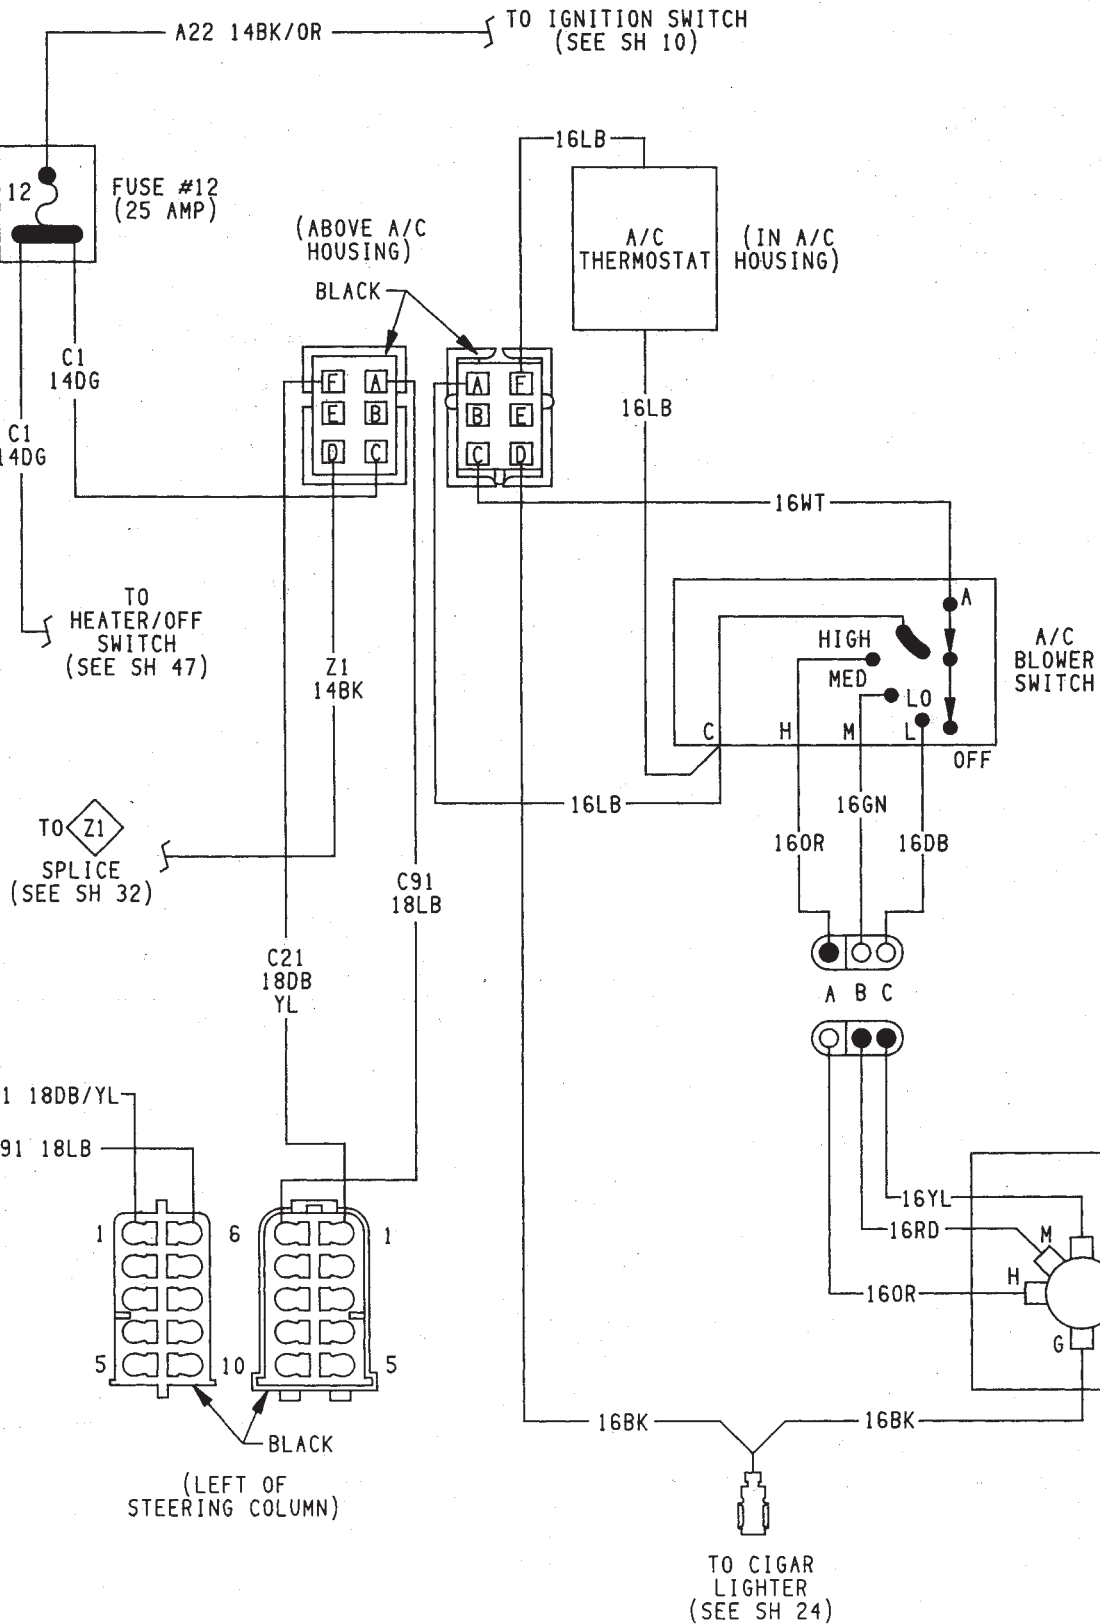 A22 14BK/OR
TO IGNITION SWITCH
(SEE SH 10)
16LB
12
FUSE #12
(25 AMP)
(ABOVE A/C
HOUSING)
BLACK
A/C
THERMOSTAT
(IN A/C
HOUSING)
C1
14DG
C1
14DG
F A
E B
D C
A F
B E
C D
16LB
16WT
TO
HEATER/OFF
SWITCH
(SEE SH 47)
Z1
14BK
A
HIGH
MED
LO
C H M L
OFF
A/C
BLOWER
SWITCH
16LB
16GN
16OR
16DB
TO Z1
SPLICE
(SEE SH 32)
C91
18LB
C21
18DB
YL
A B C
1 18DB/YL
91 18LB
16YL
16RD
M
H
16OR
G
1 6 1
5 10 5
BLACK
(LEFT OF
STEERING COLUMN)
16BK
16BK
TO CIGAR
LIGHTER
(SEE SH 24)